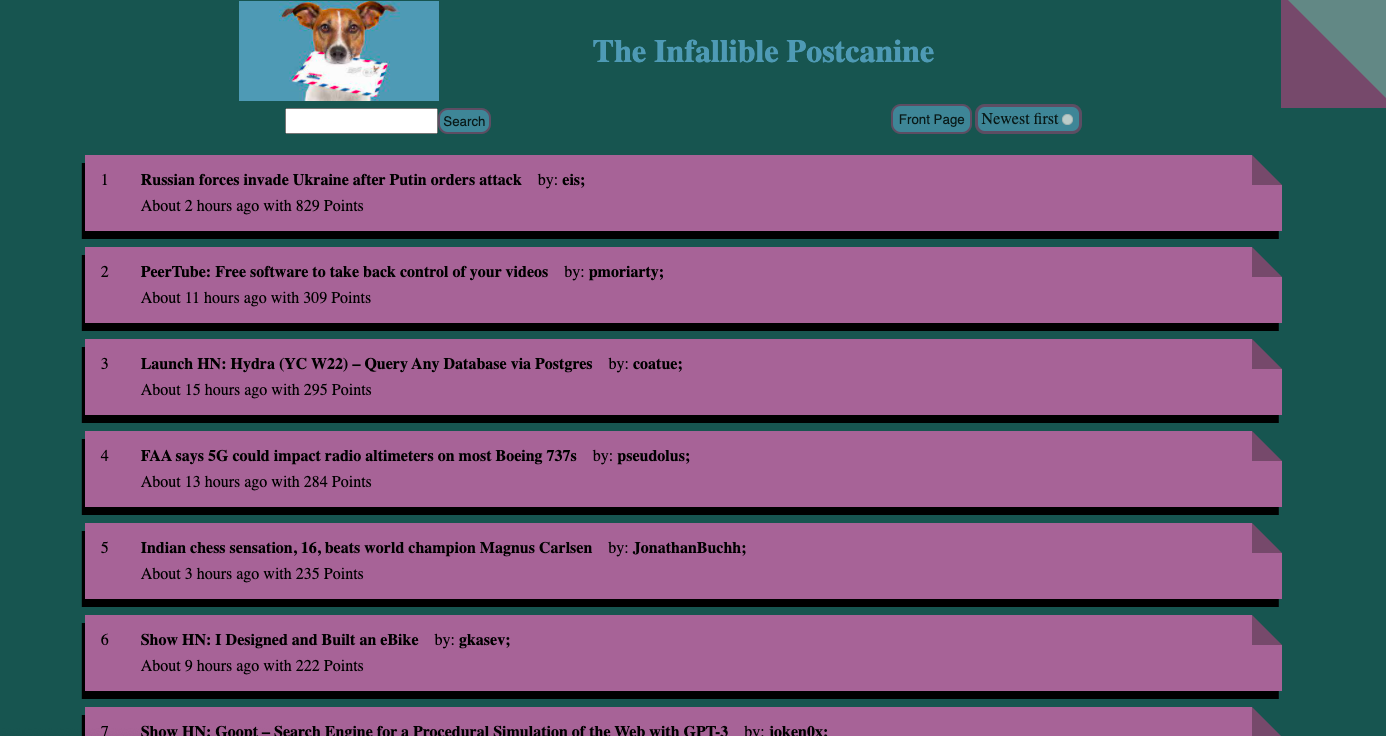 The Infallible Postcanine
Search
Front Page
Newest first
1 Russian forces invade Ukraine after Putin orders attack by: eis;
About 2 hours ago with 829 Points
2 PeerTube: Free software to take back control of your videos by: pmoriarty;
About 11 hours ago with 309 Points
3 Launch HN: Hydra (YC W22) – Query Any Database via Postgres by: coatue;
About 15 hours ago with 295 Points
4 FAA says 5G could impact radio altimeters on most Boeing 737s by: pseudolus;
About 13 hours ago with 284 Points
5 Indian chess sensation, 16, beats world champion Magnus Carlsen by: JonathanBuchh;
About 3 hours ago with 235 Points
6 Show HN: I Designed and Built an eBike by: gkasev;
About 9 hours ago with 222 Points
7 Show HN: Goopt – Search Engine for a Procedural Simulation of the Web with GPT-3 by: joken0x;